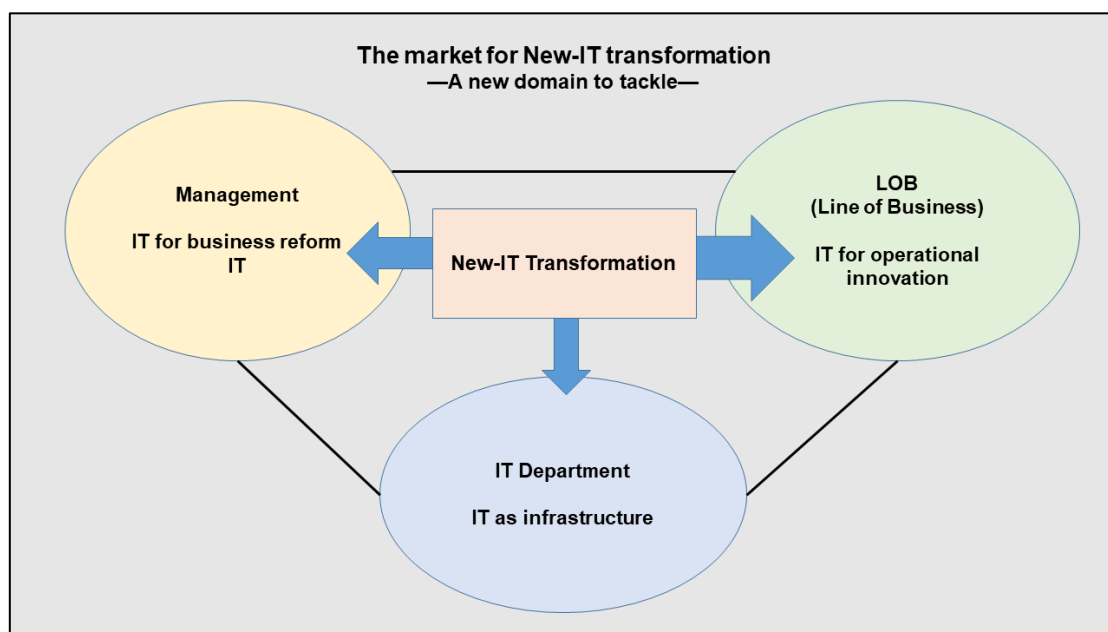 The market for New-IT transformation
—A new domain to tackle—
Management
IT for business reform
IT
New-IT Transformation
LOB
(Line of Business)
IT for operational
innovation
IT Department
IT as infrastructure